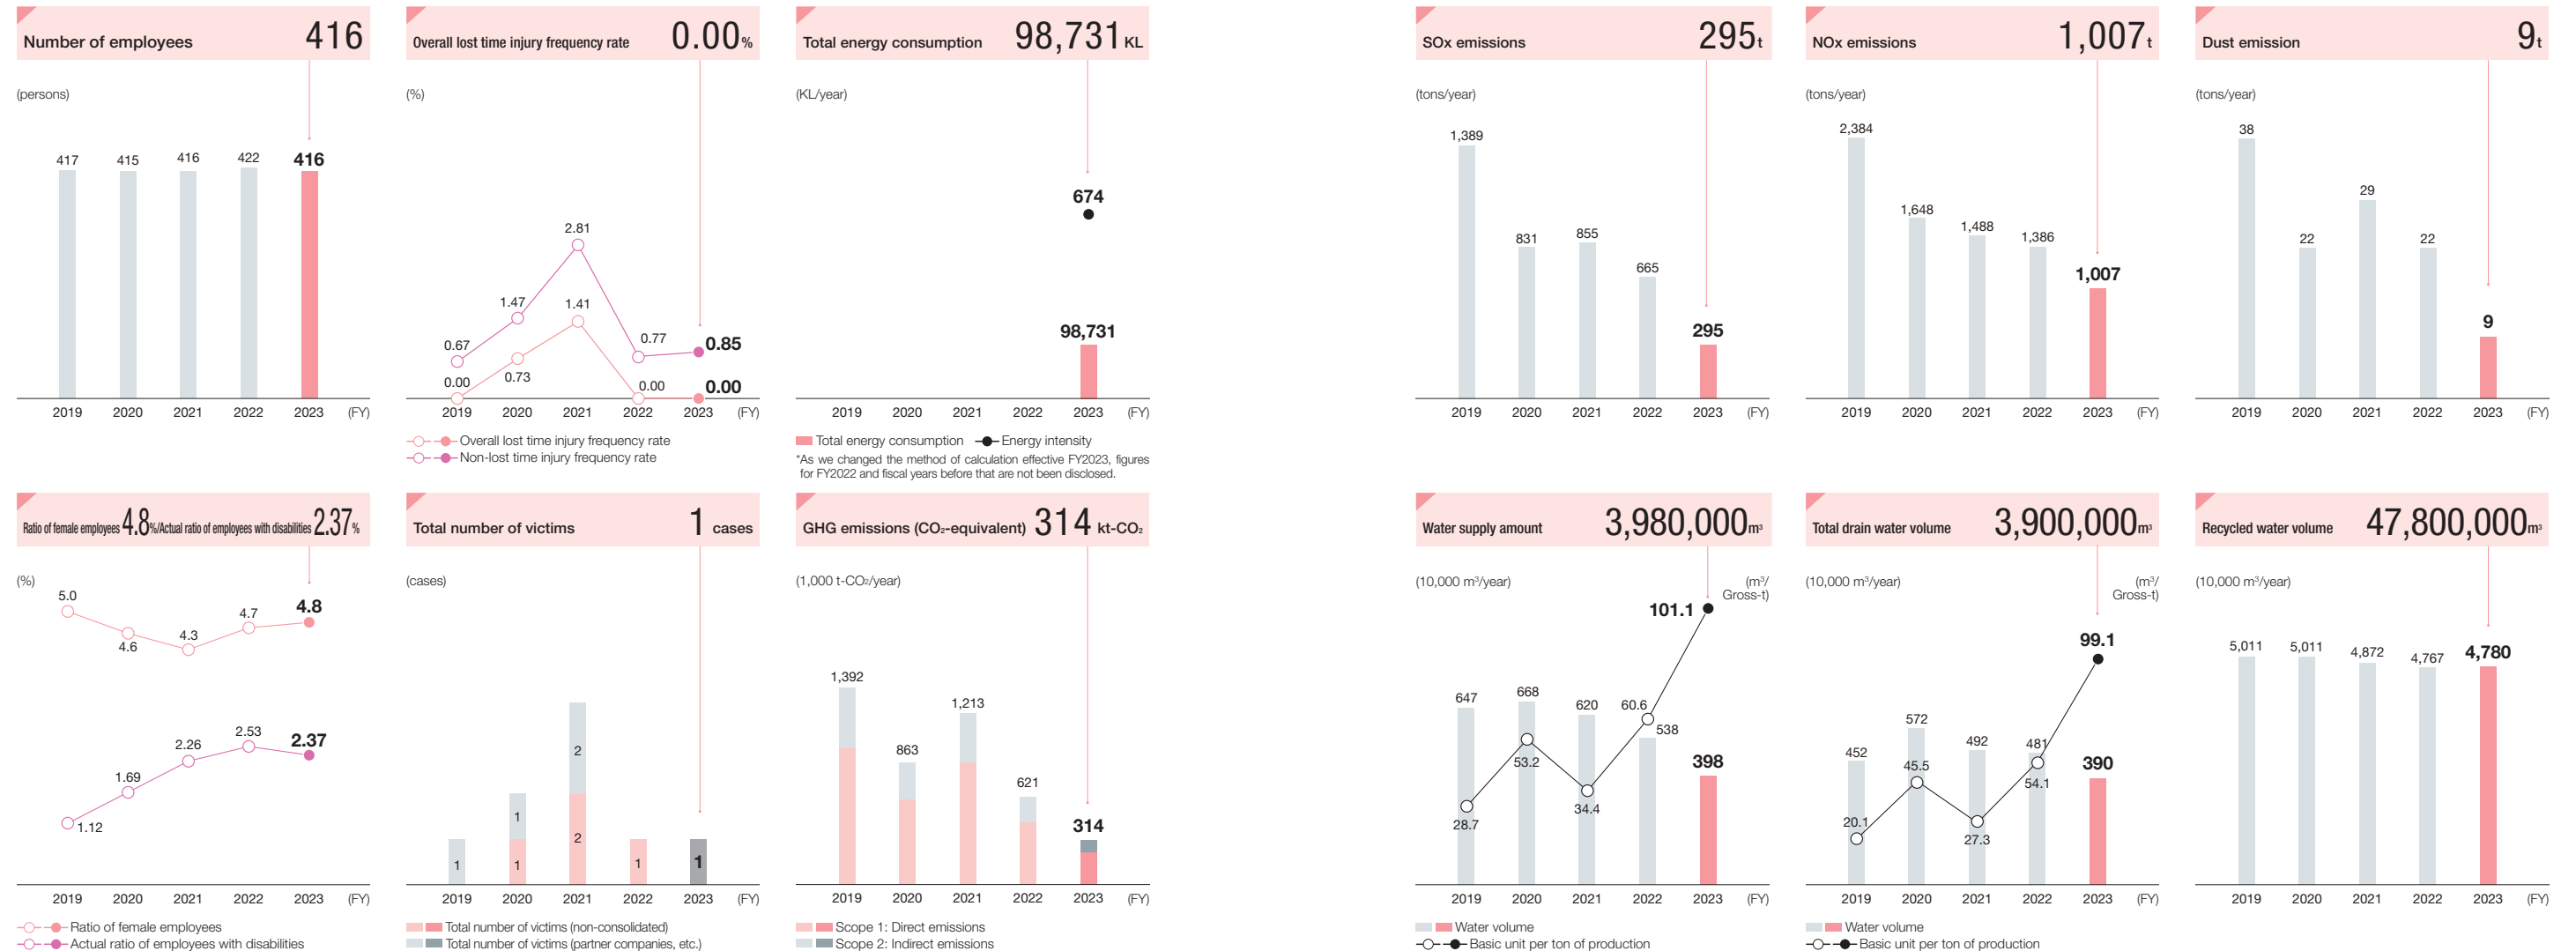 Number of employees 416
(persons)
417 415 416 422 416
2019 2020 2021 2022 2023 (FY)
Overall lost time injury frequency rate 0.00%
(%)
2.81
1.47 1.41
0.67 0.73 0.77 0.85
0.00 0.00 0.00
2019 2020 2021 2022 2023 (FY)
Overall lost time injury frequency rate
Non-lost time injury frequency rate
Total energy consumption 98,731 KL
(KL/year)
674
98,731
2019 2020 2021 2022 2023 (FY)
Total energy consumption Energy intensity
*As we changed the method of calculation effective FY2023, figures
for FY2022 and fiscal years before that are not been disclosed.
SOx emissions 295t
(tons/year)
1,389 831 855 665 295
2019 2020 2021 2022 2023 (FY)
NOx emissions 1,007t
(tons/year)
2,384 1,648 1,488 1,386 1,007
2019 2020 2021 2022 2023 (FY)
Dust emission 9t
(tons/year)
38 22 29 22 9
2019 2020 2021 2022 2023 (FY)
Ratio of female employees 4.8%/Actual ratio of employees with disabilities 2.37%
(%)
5.0 4.6 4.3 4.7 4.8
1.12 1.69 2.26 2.53 2.37
2019 2020 2021 2022 2023 (FY)
Ratio of female employees
Actual ratio of employees with disabilities
Total number of victims 1 cases
(cases)
2
1 2
1 1 1 1
2019 2020 2021 2022 2023 (FY)
Total number of victims (non-consolidated)
Total number of victims (partner companies, etc.)
GHG emissions (CO₂-equivalent) 314 kt-CO₂
(1,000 t-CO₂/year)
1,392 863 1,213 621 314
2019 2020 2021 2022 2023 (FY)
Scope 1: Direct emissions
Scope 2: Indirect emissions
Water supply amount 3,980,000m³
(10,000 m³/year) (m³/
Gross-t)
101.1
647 668 620 60.6 538 398
28.7 53.2 34.4
2019 2020 2021 2022 2023 (FY)
Water volume
Basic unit per ton of production
Total drain water volume 3,900,000m³
(10,000 m³/year) (m³/
Gross-t)
99.1
452 572 492 481 390
20.1 45.5 27.3 54.1
2019 2020 2021 2022 2023 (FY)
Water volume
Basic unit per ton of production
Recycled water volume 47,800,000m³
(10,000 m³/year)
5,011 5,011 4,872 4,767 4,780
2019 2020 2021 2022 2023 (FY)